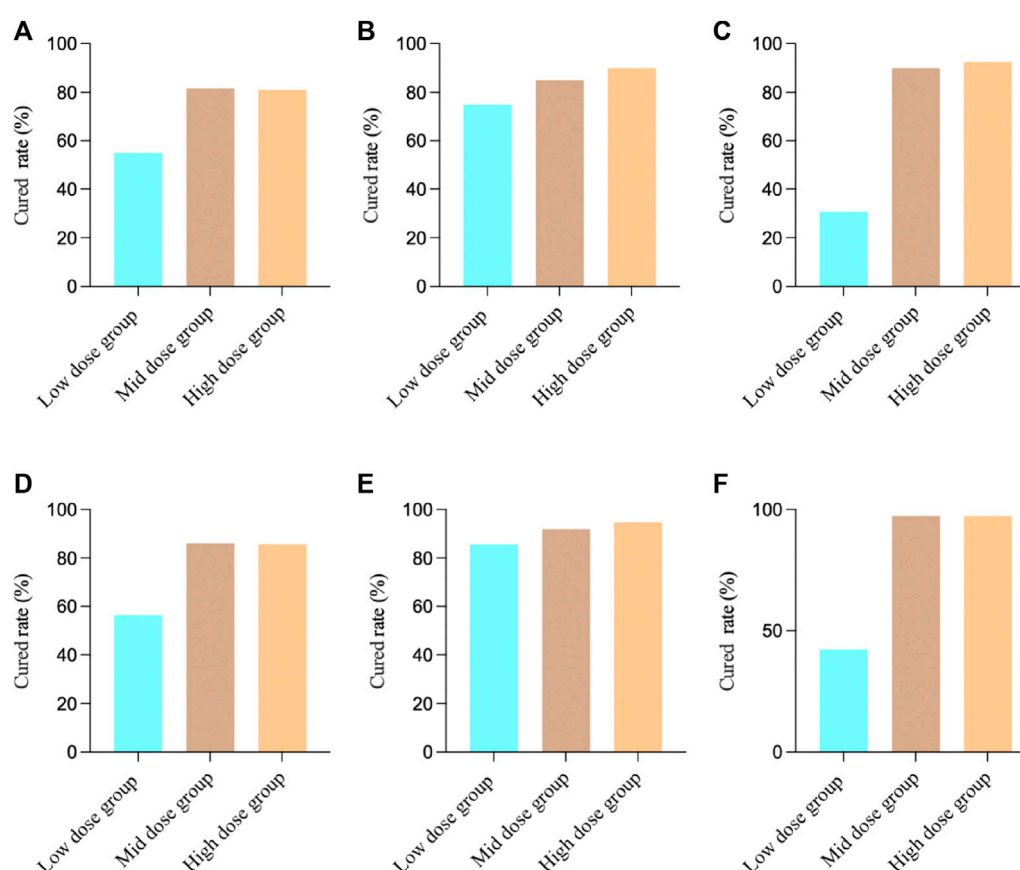 A
Cured rate (%)
100
80
60
40
20
0
Low dose group
Mid dose group
High dose group
B
Cured rate (%)
100
80
60
40
20
0
Low dose group
Mid dose group
High dose group
C
Cured rate (%)
100
80
60
40
20
0
Low dose group
Mid dose group
High dose group
D
Cured rate (%)
100
80
60
40
20
0
Low dose group
Mid dose group
High dose group
E
Cured rate (%)
100
80
60
40
20
0
Low dose group
Mid dose group
High dose group
F
Cured rate (%)
100
50
0
Low dose group
Mid dose group
High dose group